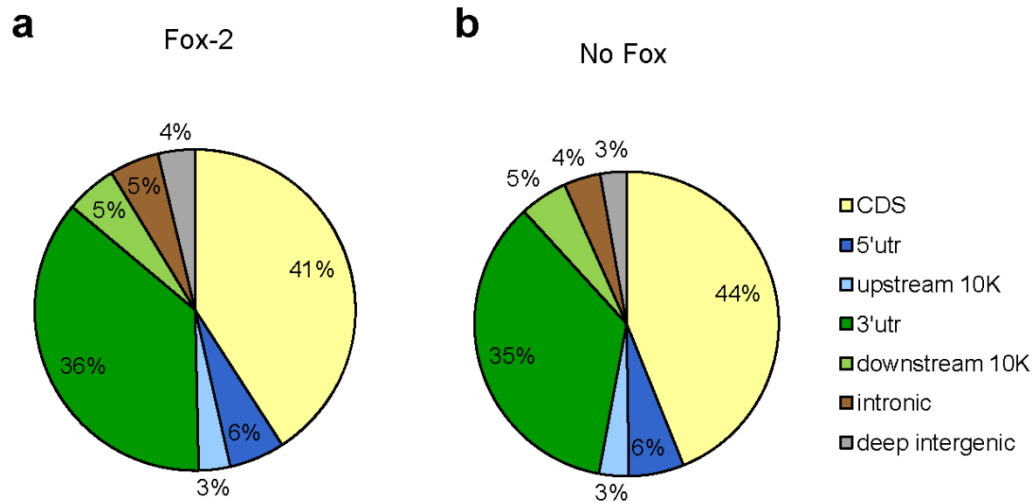 a
Fox-2
4%
5%
5%
41%
36%
6%
3%
b
No Fox
3%
4%
5%
44%
35%
6%
3%
CDS
5'utr
upstream 10K
3'utr
downstream 10K
intronic
deep intergenic